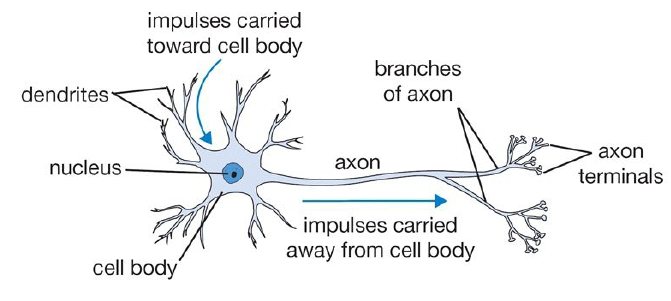 impulses carried
toward cell body
branches
of axon
dendrites
axon
axon
terminals
nucleus
impulses carried
away from cell body
cell body